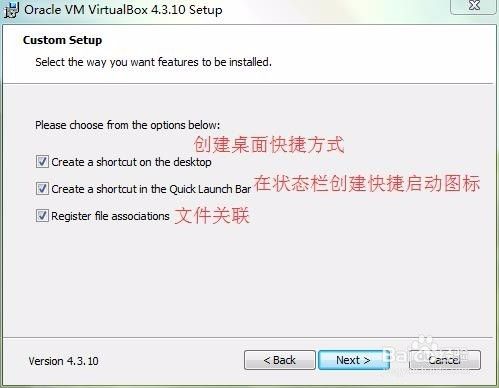 Oracle VM VirtualBox 4.3.10 Setup
Custom Setup
Select the way you want features to be installed.
Please choose from the options below:
创建桌面快捷方式
Create a shortcut on the desktop
Create a shortcut in the Quick Launch Bar 在状态栏创建快捷启动图标
Register file associations 文件关联
Version 4.3.10
< Back
Next >
Cancel